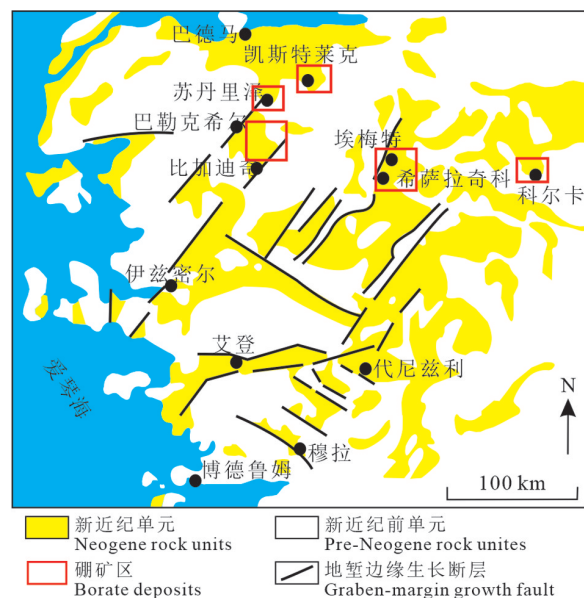 巴德马
凯斯特莱克
苏丹里泽
巴勒克希尔
埃梅特
比加迪奇
希萨拉奇科
科尔卡
伊兹密尔
艾登
代尼兹利
爱琴海
N
穆拉
博德鲁姆
100 km
新近纪单元
Neogene rock units
新近纪前单元
Pre-Neogene rock unites
硼矿区
Borate deposits
地堑边缘生长断层
Graben-margin growth fault